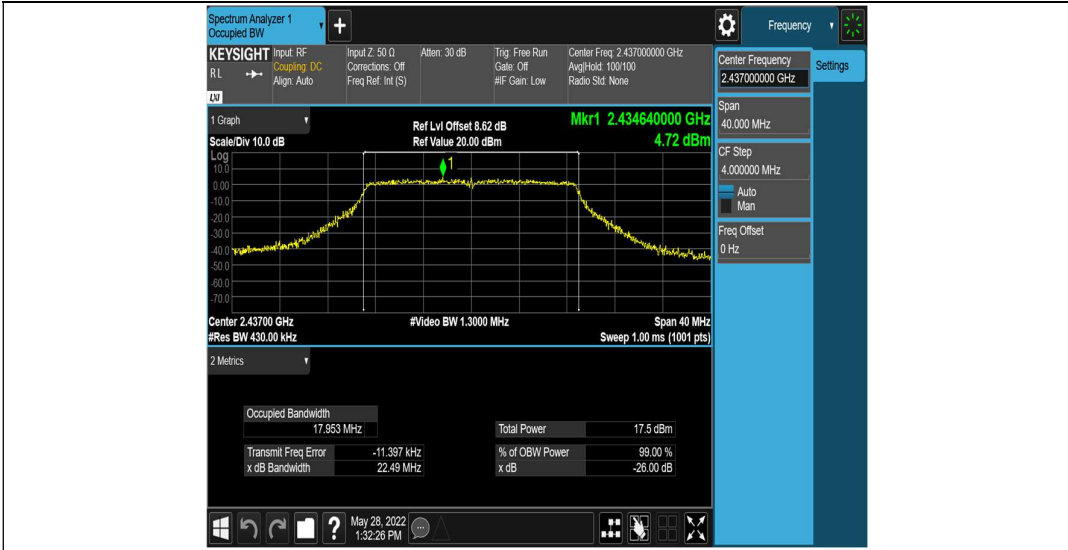 Spectrum Analyzer 1
Occupied BW
+
Frequency
KEYSIGHT Input: RF Input Z: 50 Ω Atten: 30 dB Trig: Free Run Center Freq: 2.437000000 GHz
RL Coupling: DC Corrections: Off Gate: Off Avg|Hold: 100/100
Align: Auto Freq Ref: Int (S) #IF Gain: Low Radio Std: None
LXI
Center Frequency
2.437000000 GHz
Settings
Span
40.000 MHz
CF Step
4.000000 MHz
Auto
Man
Freq Offset
0 Hz
1 Graph
Ref Lvl Offset 8.62 dB Mkr1 2.434640000 GHz
Scale/Div 10.0 dB Ref Value 20.00 dBm 4.72 dBm
Log
10.0
0.00
-10.0
-20.0
-30.0
-40.0
-50.0
-60.0
-70.0
1
Center 2.43700 GHz #Video BW 1.3000 MHz Span 40 MHz
#Res BW 430.00 kHz Sweep 1.00 ms (1001 pts)
2 Metrics
Occupied Bandwidth
17.953 MHz Total Power 17.5 dBm
Transmit Freq Error -11.397 kHz % of OBW Power 99.00 %
x dB Bandwidth 22.49 MHz x dB -26.00 dB
? May 28, 2022
1:32:26 PM